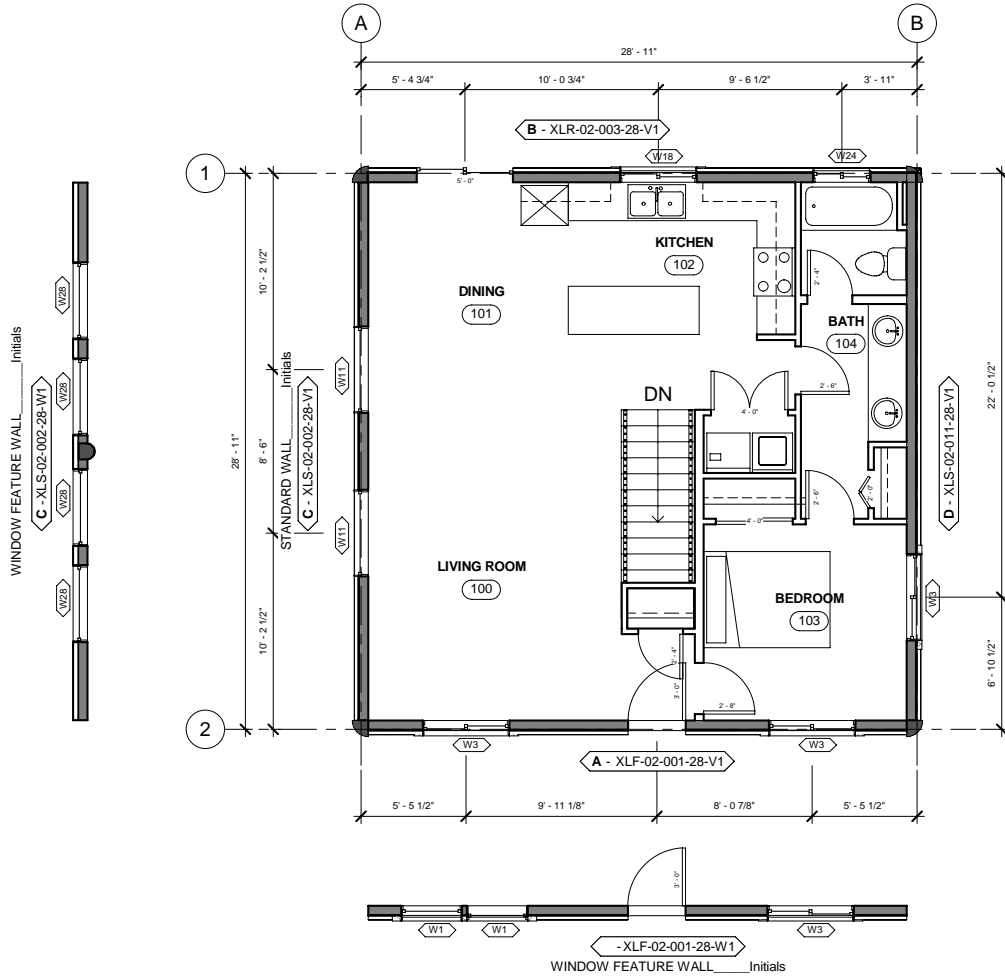 A
B
28' - 11"
5' - 4 3/4"
10' - 0 3/4"
9' - 6 1/2"
3' - 11"
B - XLR-02-003-28-V1
W18
W24
1
5' - 0"
KITCHEN
102
2' - 4"
DINING
101
BATH
104
10' - 2 1/2"
W28
W28
W28
W28
WINDOW FEATURE WALL_____Initials
C - XLS-02-002-28-W1
28' - 11"
8' - 6"
10' - 2 1/2"
STANDARD WALL_____Initials
C - XLS-02-002-28-V1
W11
W11
DN
2' - 6"
4' - 0"
2' - 6"
2' - 0"
4' - 0"
D - XLS-02-011-28-V1
22' - 0 1/2"
LIVING ROOM
100
BEDROOM
103
W3
6' - 10 1/2"
2' - 4"
3' - 0"
2' - 8"
2
W3
W3
A - XLF-02-001-28-V1
5' - 5 1/2"
9' - 11 1/8"
8' - 0 7/8"
5' - 5 1/2"
3' - 0"
W1
W1
W3
- XLF-02-001-28-W1
WINDOW FEATURE WALL_____Initials